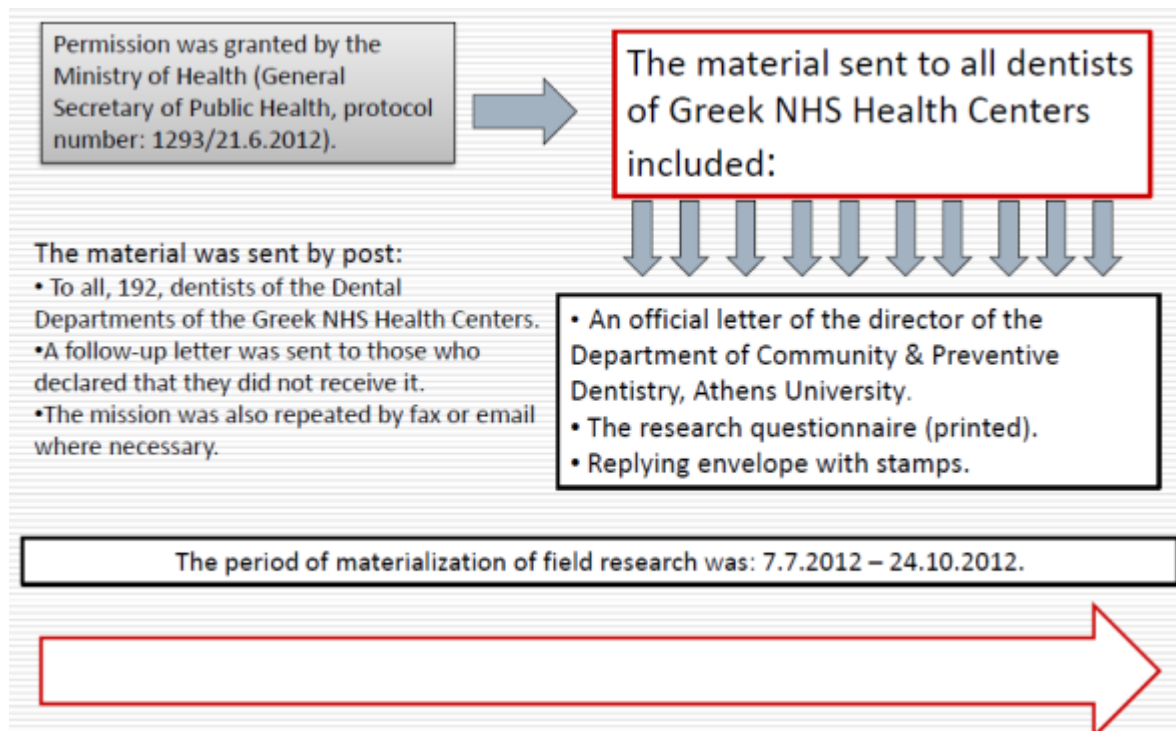 Permission was granted by the
Ministry of Health (General
Secretary of Public Health, protocol
number: 1293/21.6.2012).
The material sent to all dentists
of Greek NHS Health Centers
included:
The material was sent by post:
• To all, 192, dentists of the Dental
Departments of the Greek NHS Health Centers.
•A follow-up letter was sent to those who
declared that they did not receive it.
•The mission was also repeated by fax or email
where necessary.
• An official letter of the director of the
Department of Community & Preventive
Dentistry, Athens University.
• The research questionnaire (printed).
• Replying envelope with stamps.
The period of materialization of field research was: 7.7.2012 – 24.10.2012.